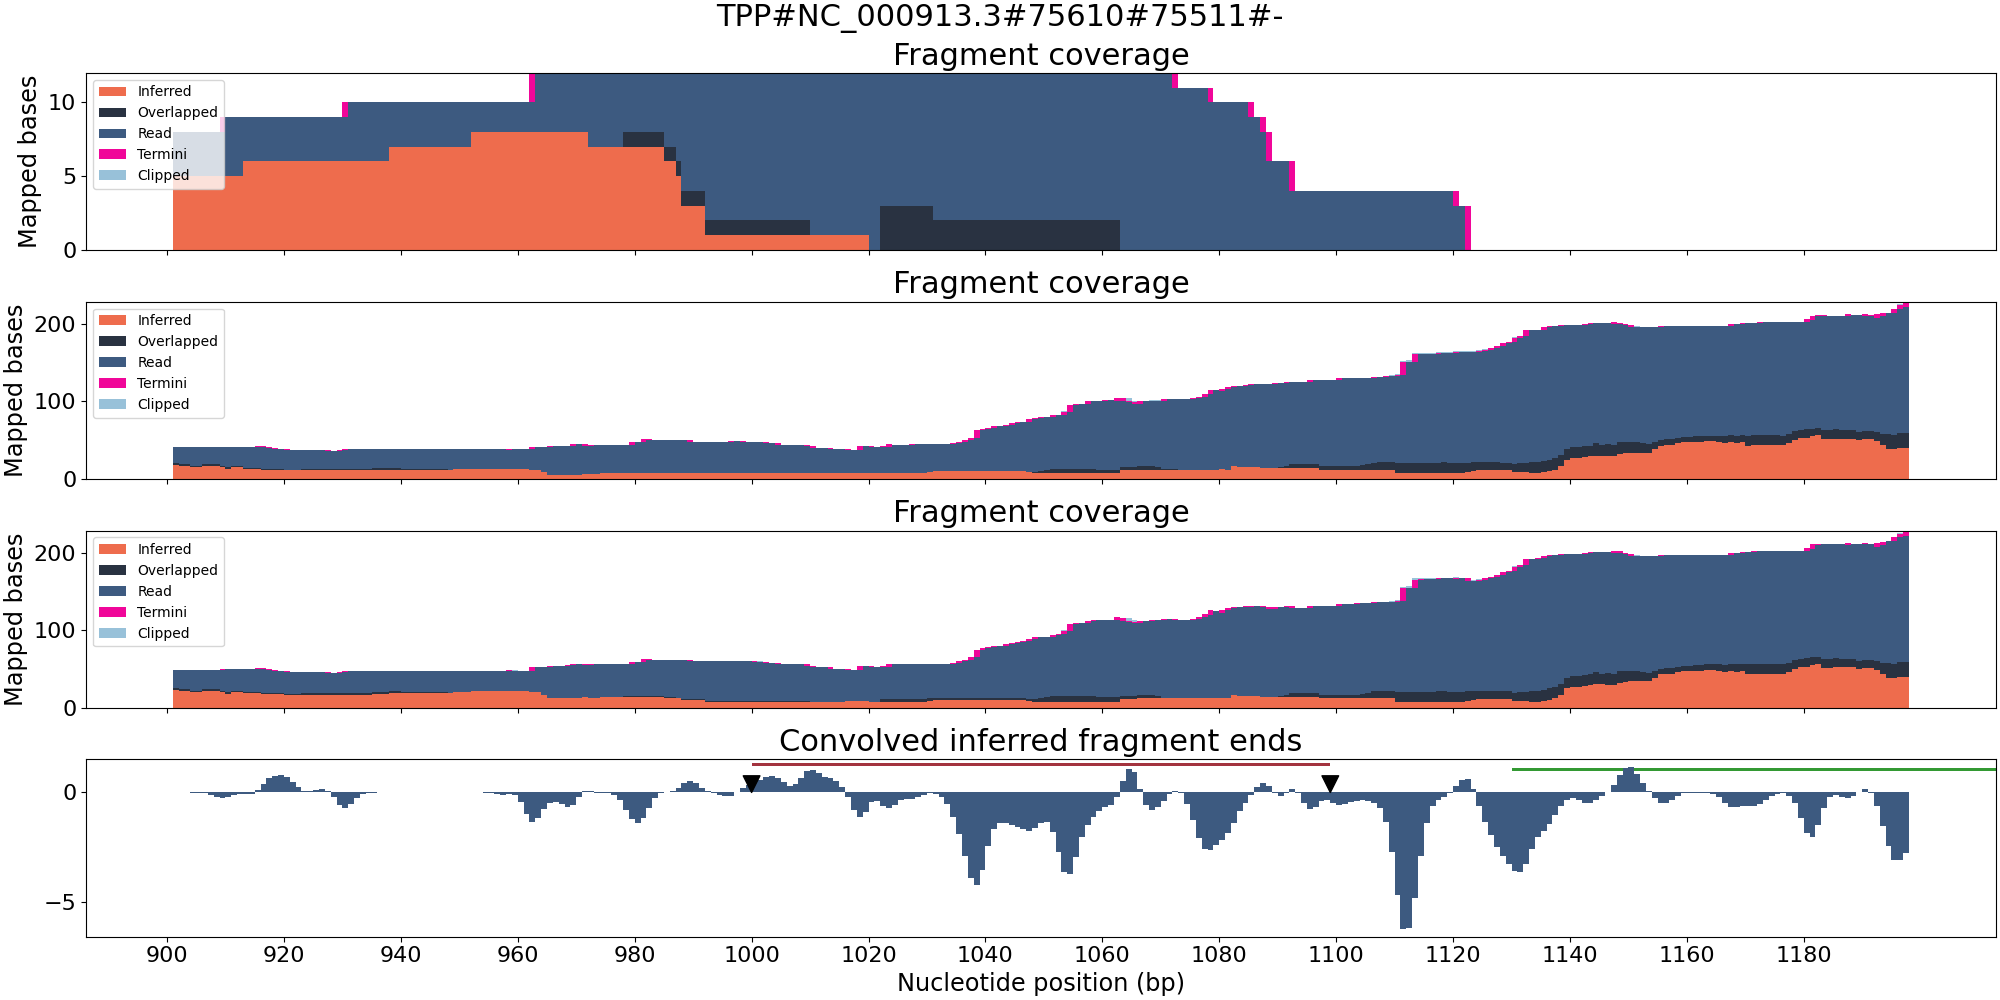 TPP#NC_000913.3#75610#75511#-
Fragment coverage
Mapped bases
10
5
0
Inferred
Overlapped
Read
Termini
Clipped
Fragment coverage
Mapped bases
200
100
0
Inferred
Overlapped
Read
Termini
Clipped
Fragment coverage
Mapped bases
200
100
0
Inferred
Overlapped
Read
Termini
Clipped
Convolved inferred fragment ends
0
−5
900 920 940 960 980 1000 1020 1040 1060 1080 1100 1120 1140 1160 1180
Nucleotide position (bp)